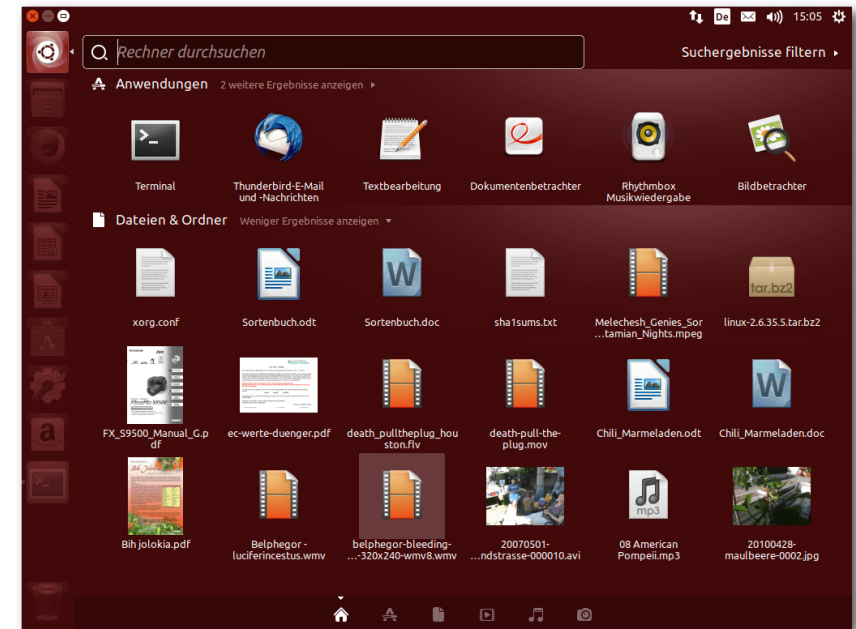 De 15:05
Rechner durchsuchen
Suchergebnisse filtern
Anwendungen 2 weitere Ergebnisse anzeigen
>_
Terminal
Thunderbird-E-Mail
und -Nachrichten
Textbearbeitung
Dokumentenbetrachter
Rhythmbox
Musikwiedergabe
Bildbetrachter
Dateien & Ordner Weniger Ergebnisse anzeigen
W
tar.bz2
xorg.conf
Sortenbuch.odt
Sortenbuch.doc
sha1sums.txt
Melechesh_Genies_Sor
...tamian_Nights.mpeg
linux-2.6.35.5.tar.bz2
W
FX_S9500_Manual_G.p
df
ec-werte-duenger.pdf
death_pulltheplug_hou
ston.flv
death-pull-the-
plug.mov
Chili_Marmeladen.odt
Chili_Marmeladen.doc
a
>_
mp3
Bih jolokia.pdf
Belphegor -
luciferincestus.wmv
belphegor-bleeding-
...-320x240-wmv8.wmv
20070501-
...ndstrasse-000010.avi
08 American
Pompeii.mp3
20100428-
maulbeere-0002.jpg